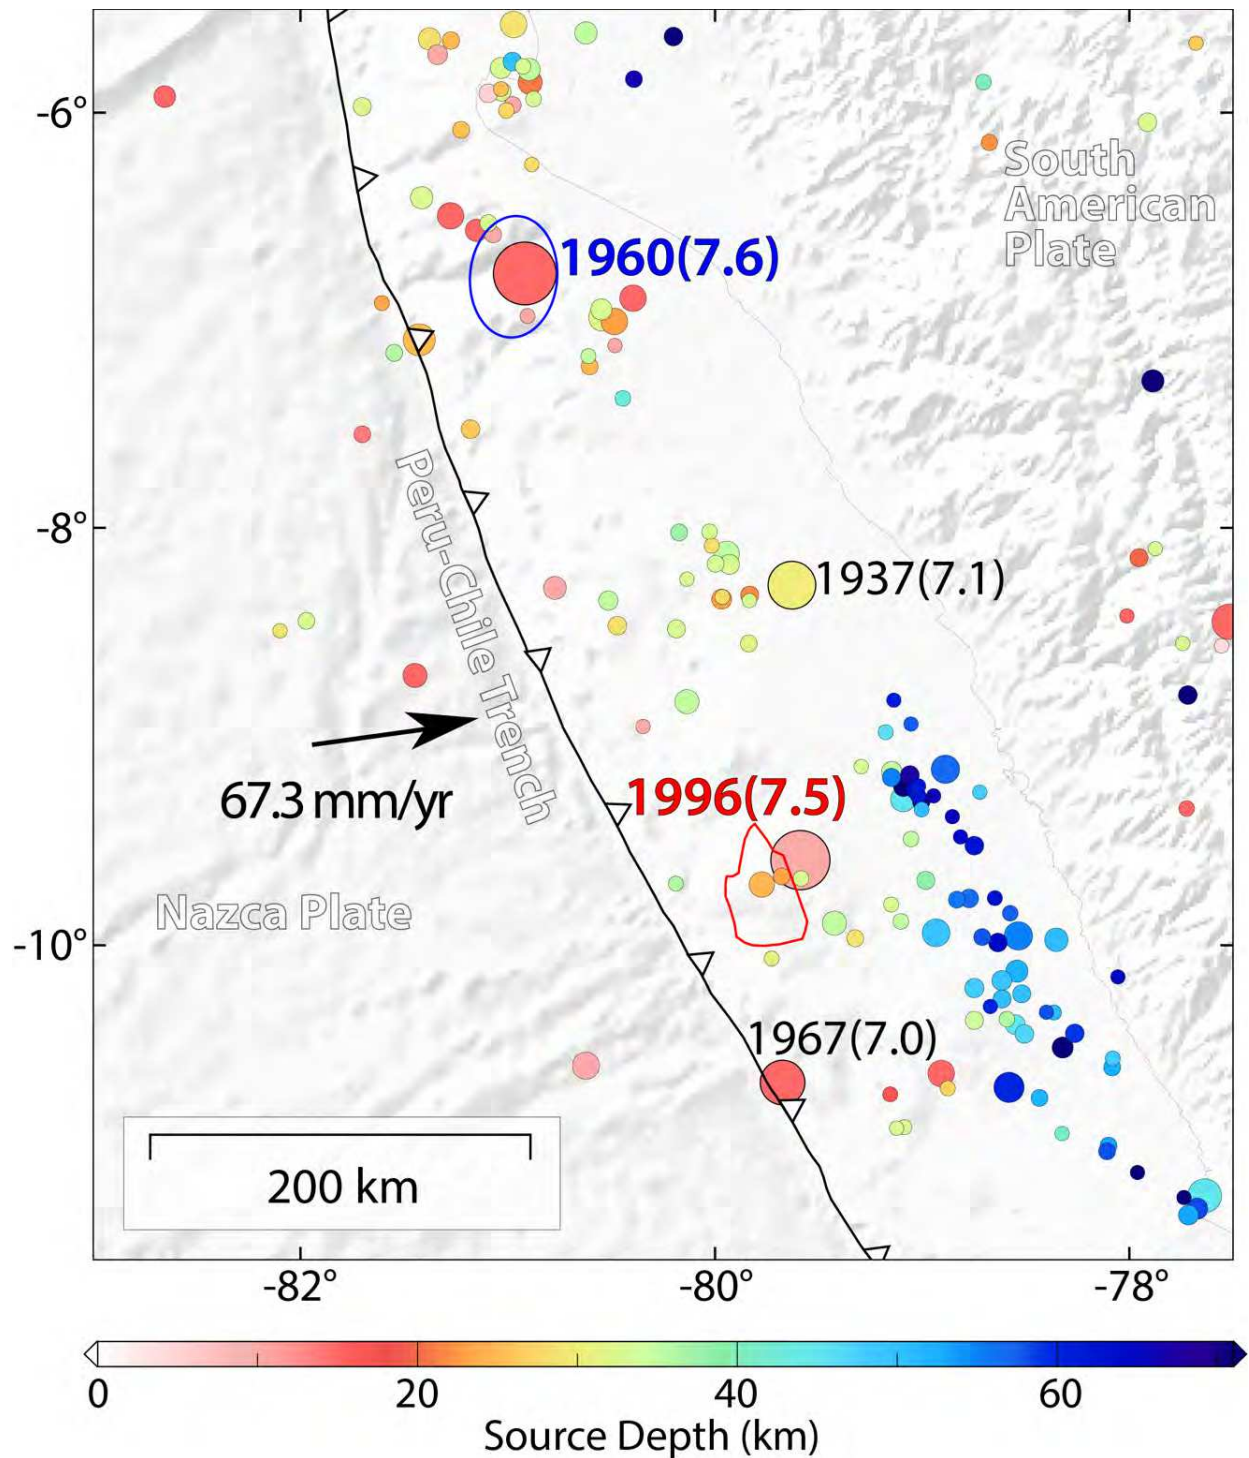 -6°
South
American
Plate
1960(7.6)
-8°
Peru-Chile Trench
1937(7.1)
67.3 mm/yr
1996(7.5)
Nazca Plate
-10°
1967(7.0)
200 km
-82°
-80°
-78°
0
20
40
60
Source Depth (km)